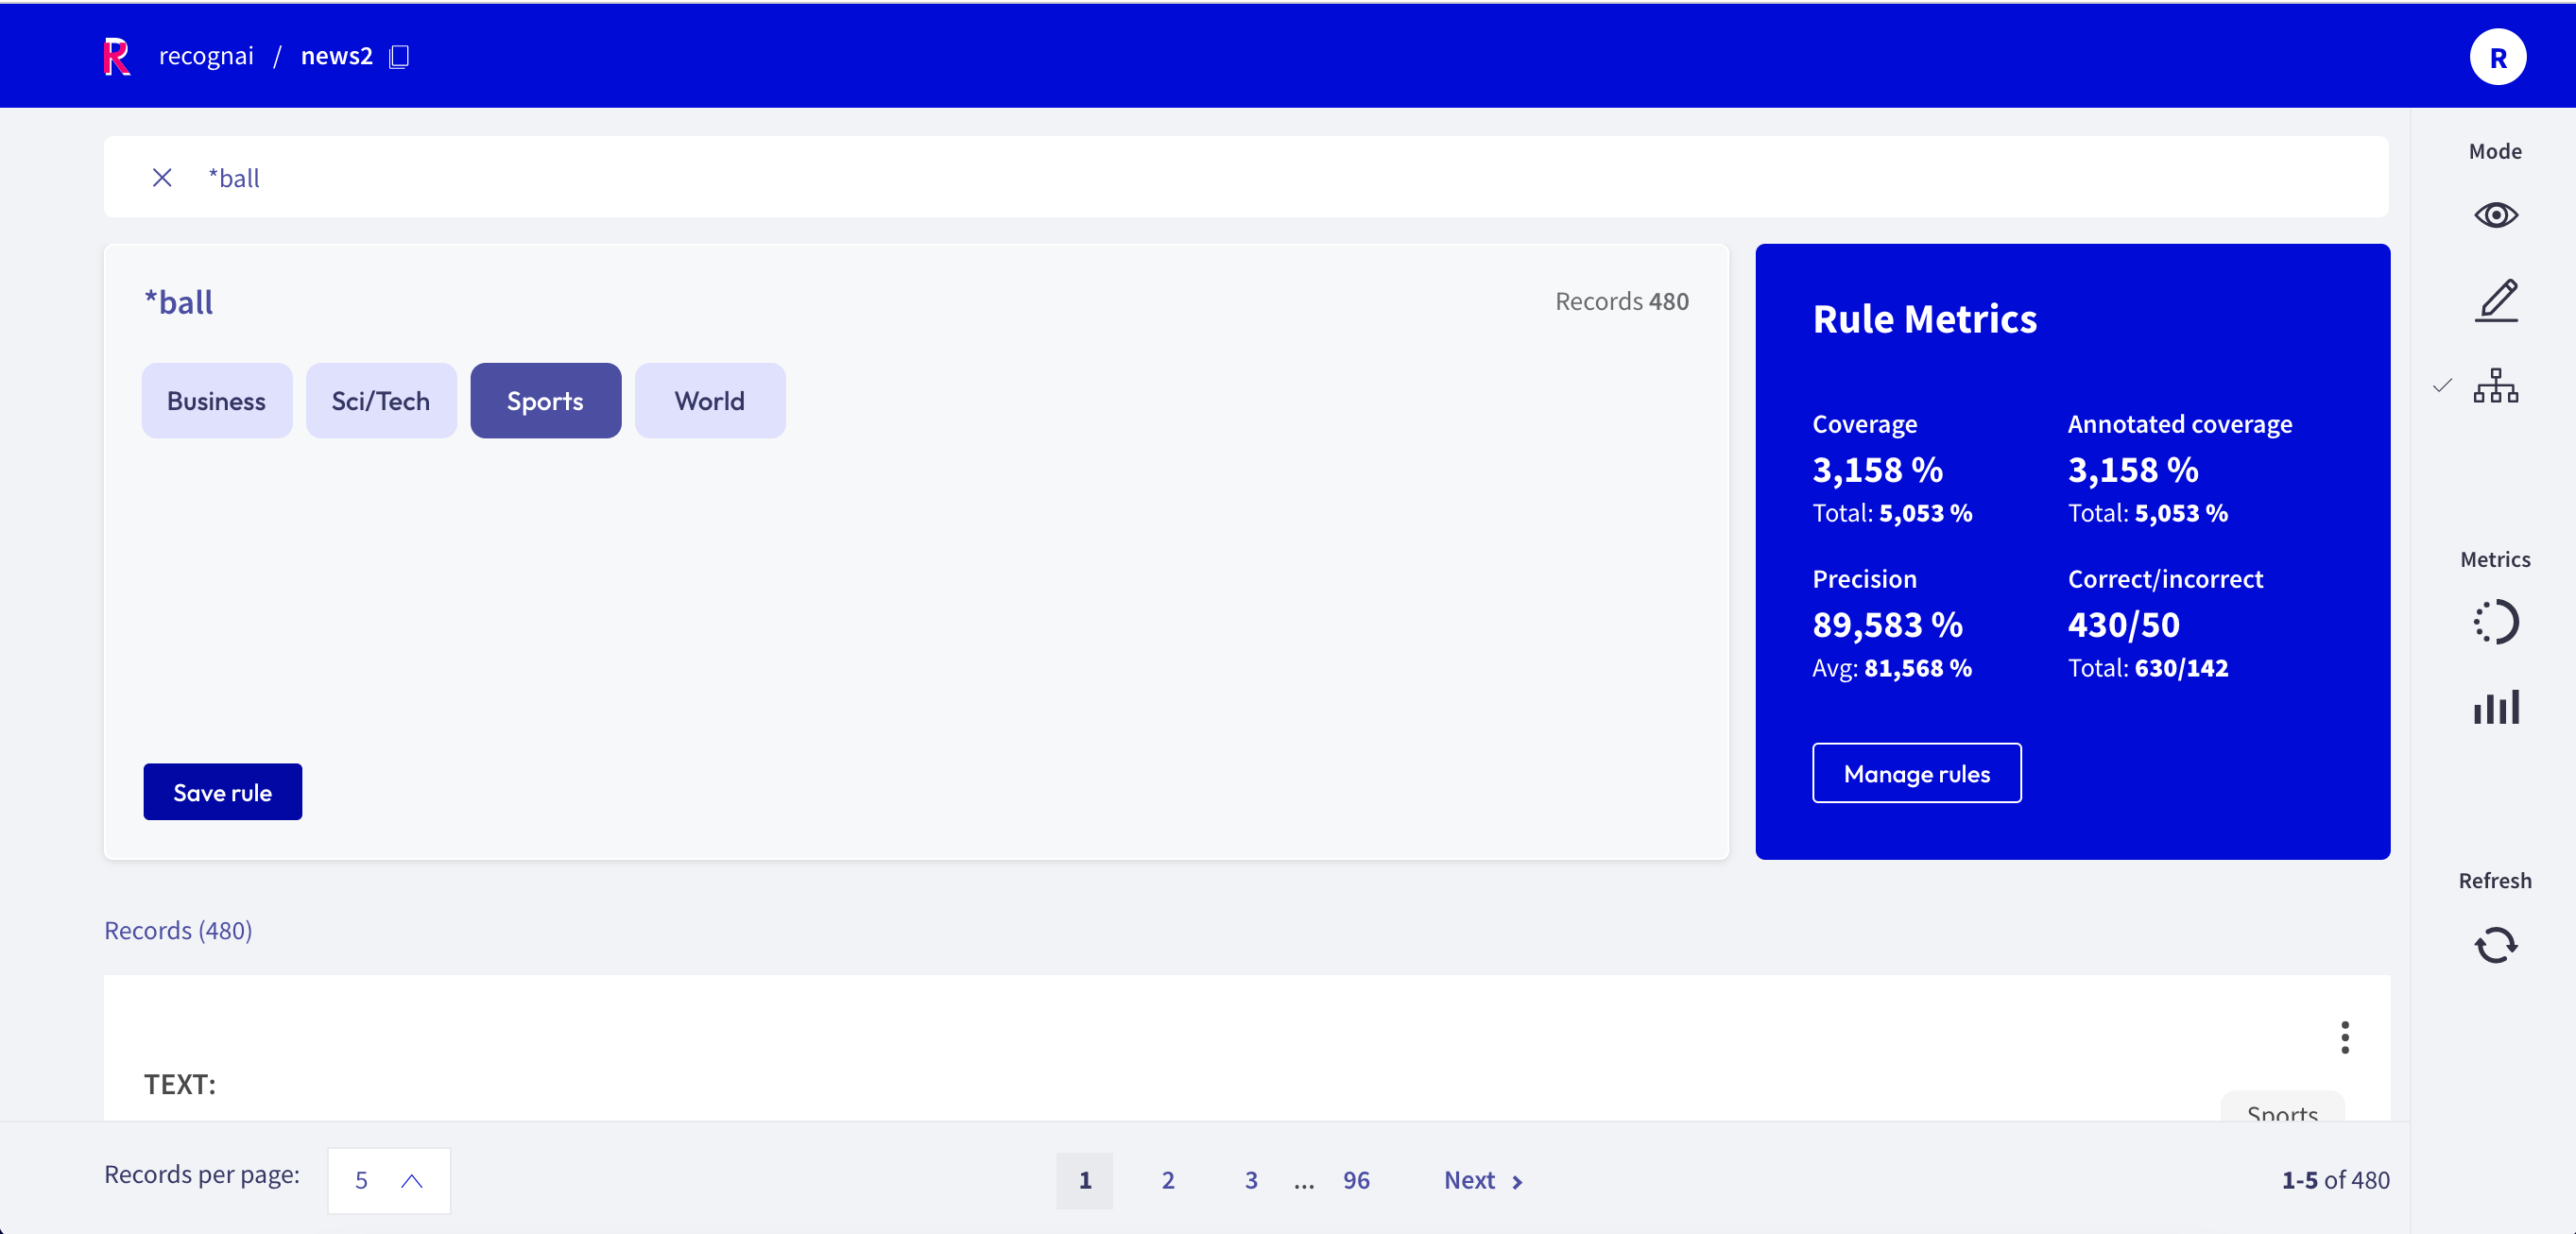 R recognai / news2
R
*ball
*ball
Records 480
Business Sci/Tech Sports World
Save rule
Rule Metrics
Coverage Annotated coverage
3,158 % 3,158 %
Total: 5,053 % Total: 5,053 %
Precision Correct/incorrect
89,583 % 430/50
Avg: 81,568 % Total: 630/142
Manage rules
Mode
Metrics
Refresh
Records (480)
TEXT:
Sports
Records per page: 5
1 2 3 ... 96 Next
1-5 of 480